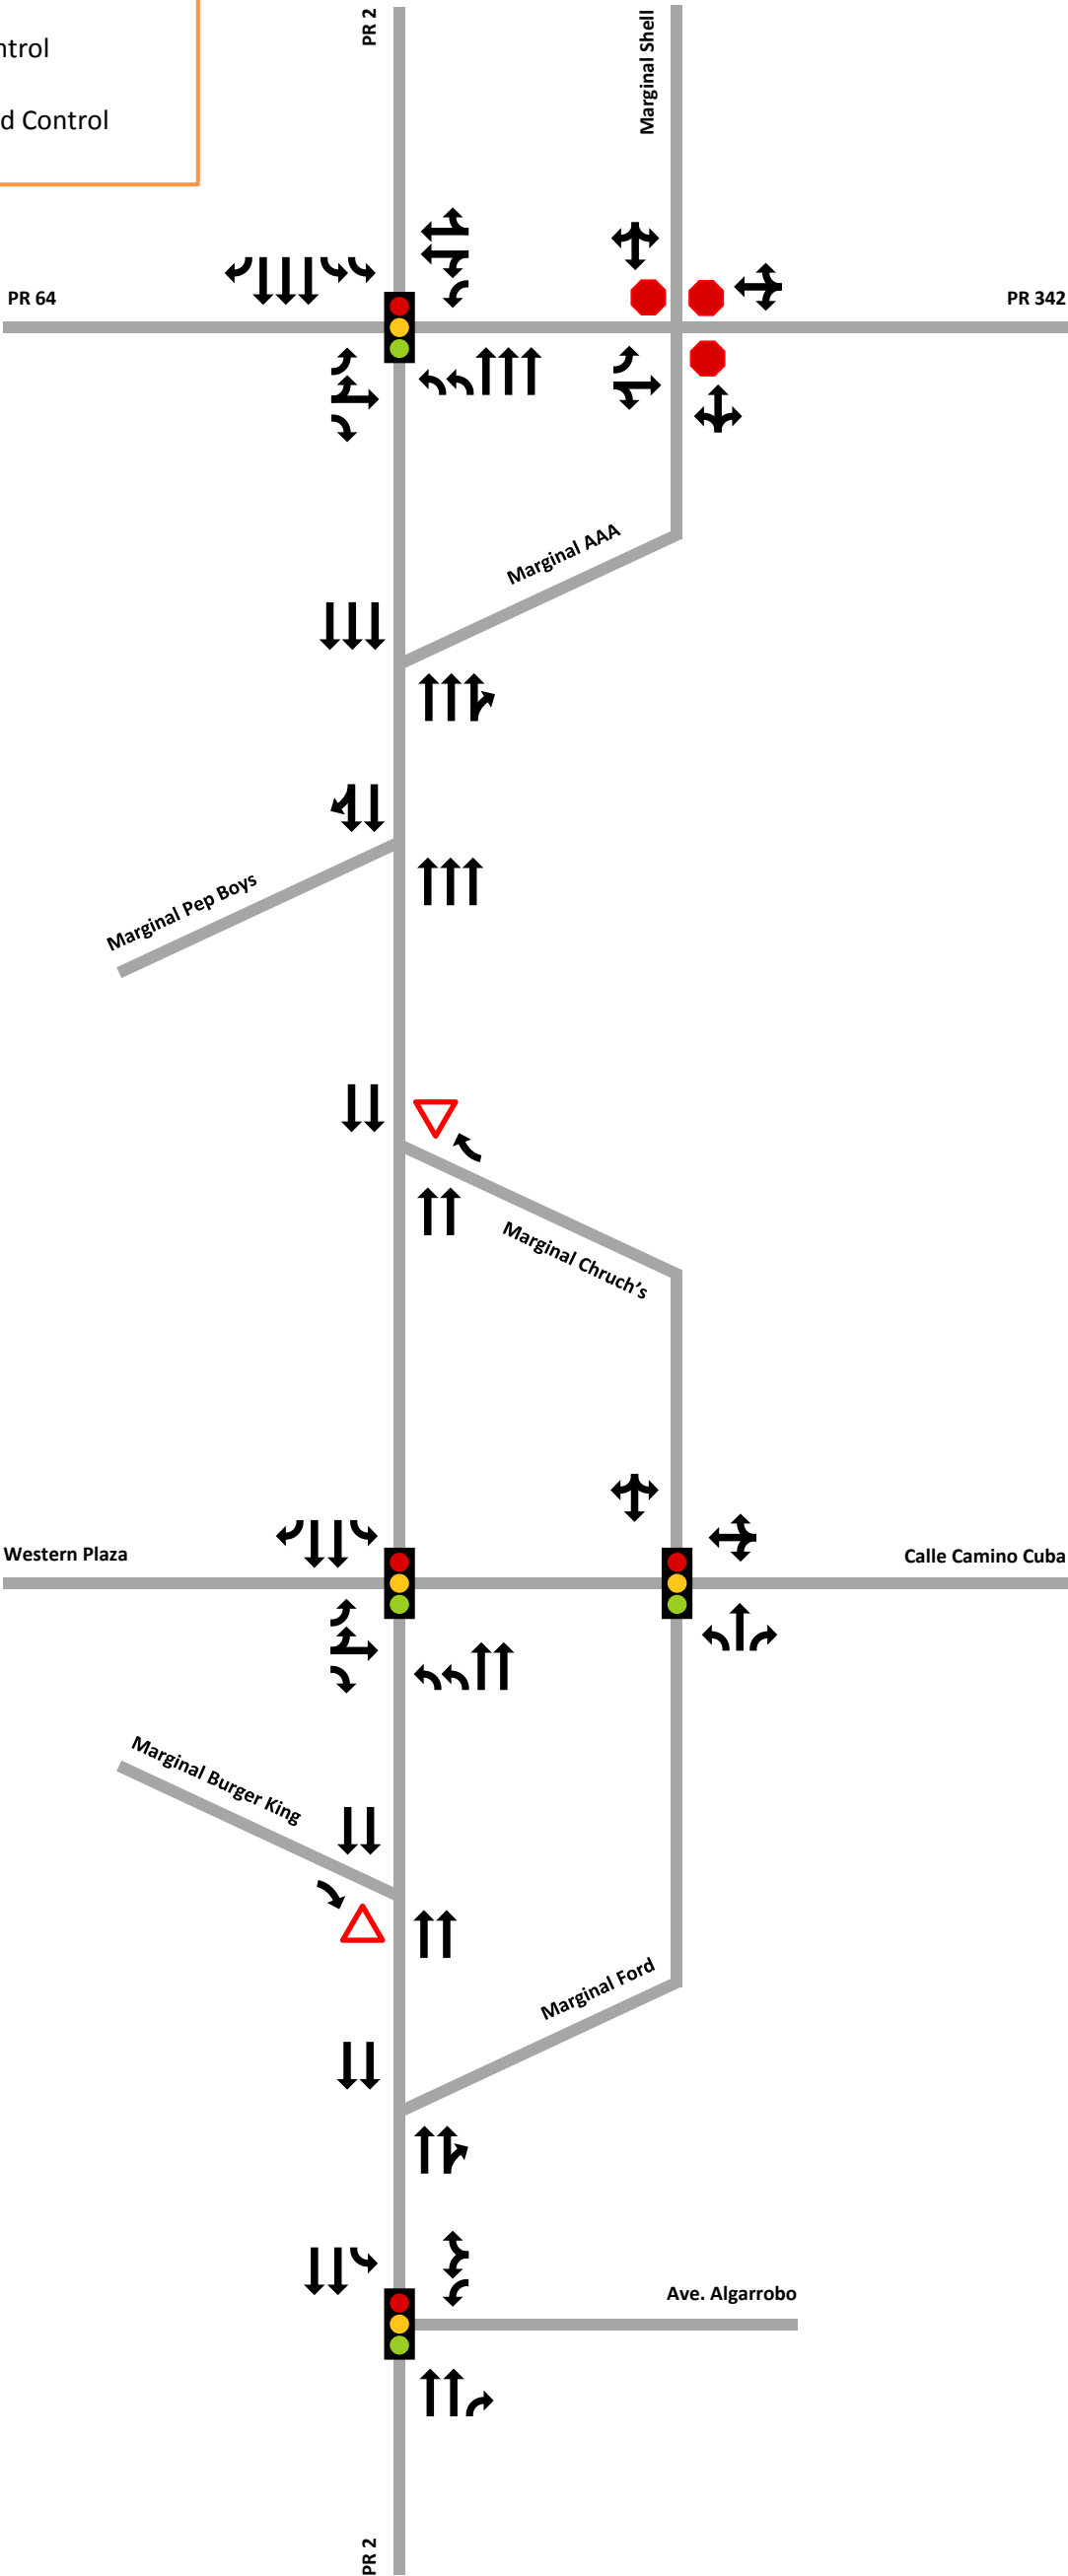 PR 2
Marginal Shell
ntrol
d Control
PR 64
PR 342
Marginal AAA
Marginal Pep Boys
Marginal Chruch’s
Western Plaza
Calle Camino Cuba
Marginal Burger King
Marginal Ford
Ave. Algarrobo
PR 2